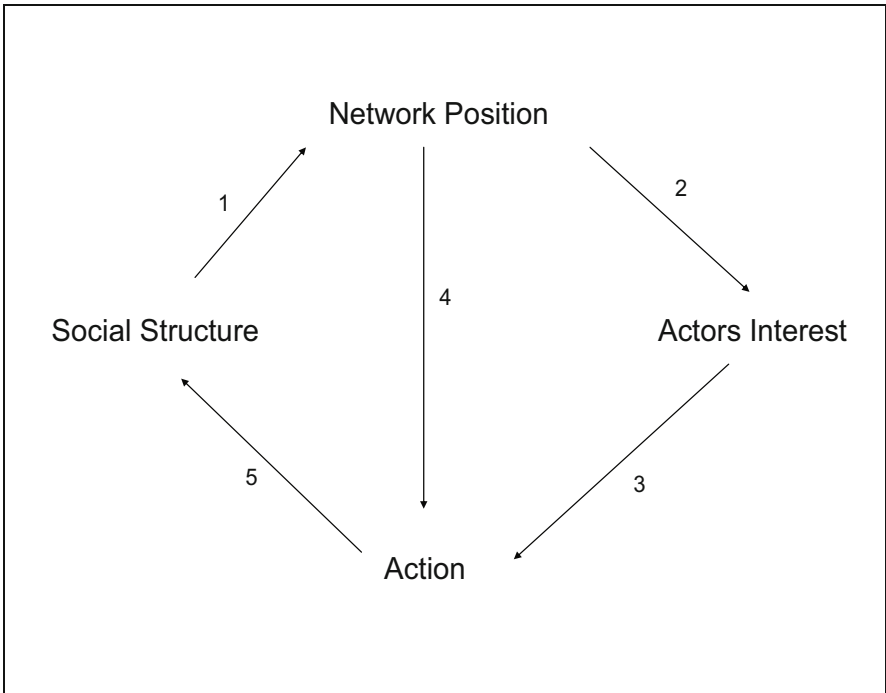 Network Position
1
2
4
Social Structure
Actors Interest
5
3
Action